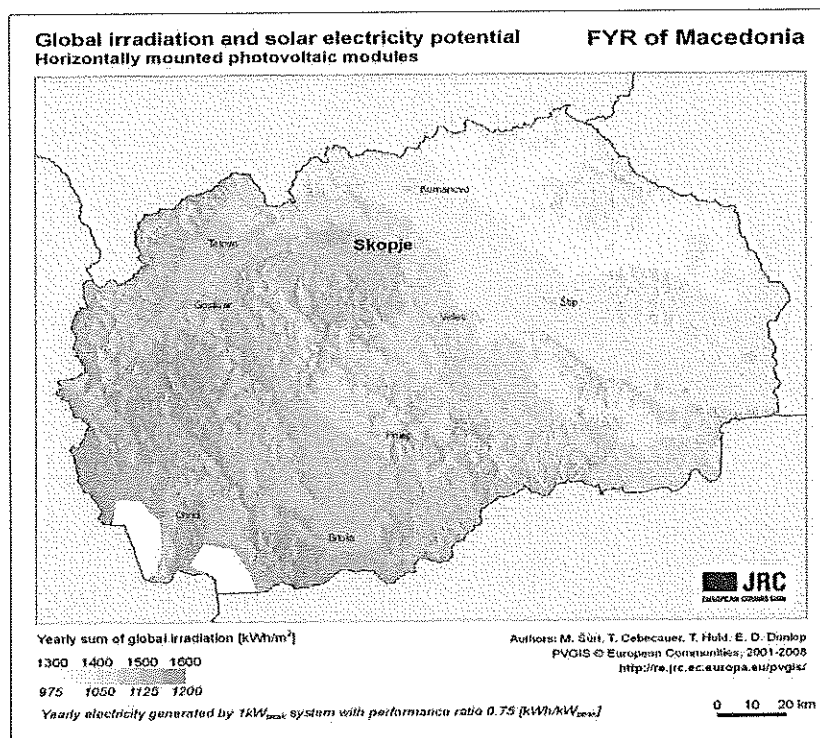 Global irradiation and solar electricity potential
Horizontally mounted photovoltaic modules
FYR of Macedonia
Kumanovo
Tetovo
Skopje
Gostivar
Veles
Štip
Prilep
Ohrid
Bitola
JRC
EUROPEAN COMMISSION
Yearly sum of global irradiation [kWh/m²]
1300 1400 1500 1600
975 1050 1125 1200
Yearly electricity generated by 1kWpeak system with performance ratio 0.75 [kWh/kWpeak]
Authors: M. Šúri, T. Cebecauer, T. Huld, E. D. Dunlop
PVGIS © European Communities, 2001-2008
http://re.jrc.ec.europa.eu/pvgis/
0 10 20 km